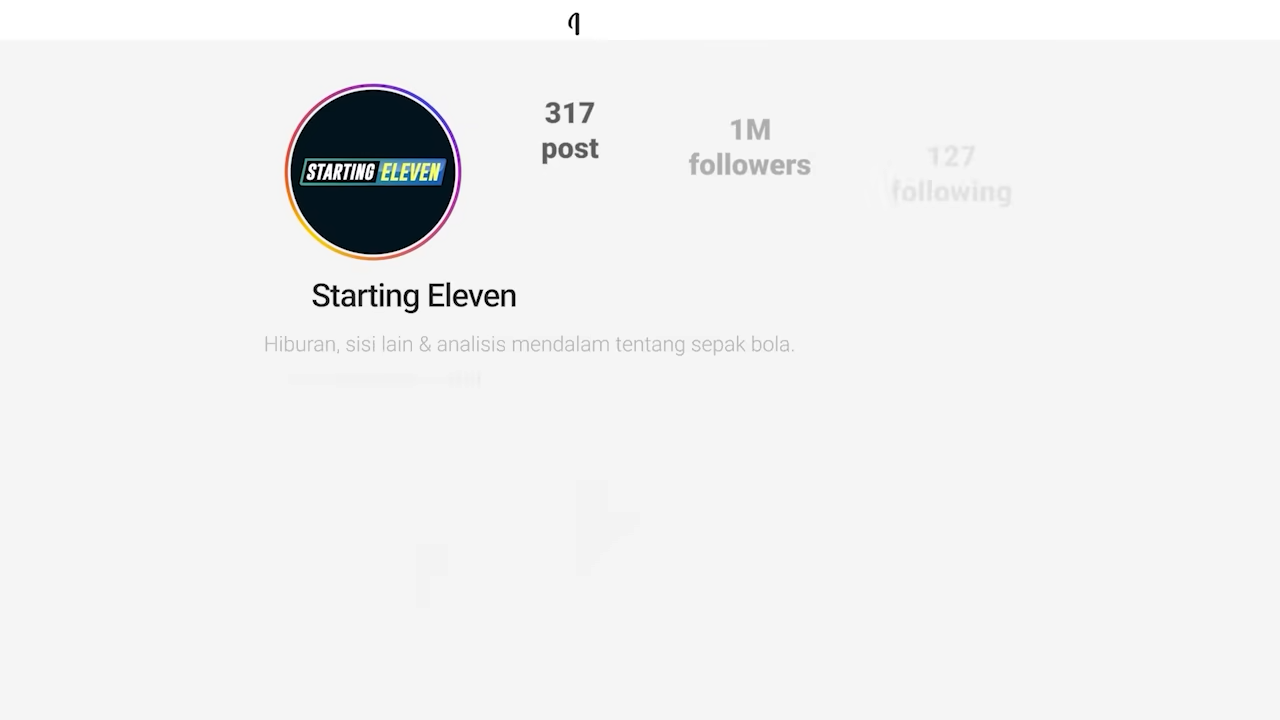 STARTING ELEVEN
317
post
1M
followers
127
following
Starting Eleven
Hiburan, sisi lain & analisis mendalam tentang sepak bola.